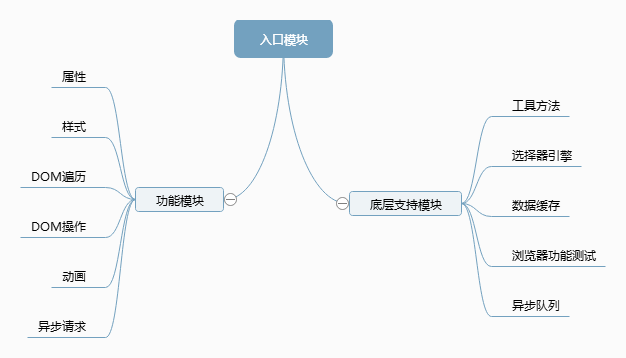 入口模块
功能模块
属性
样式
DOM遍历
DOM操作
动画
异步请求
底层支持模块
工具方法
选择器引擎
数据缓存
浏览器功能测试
异步队列